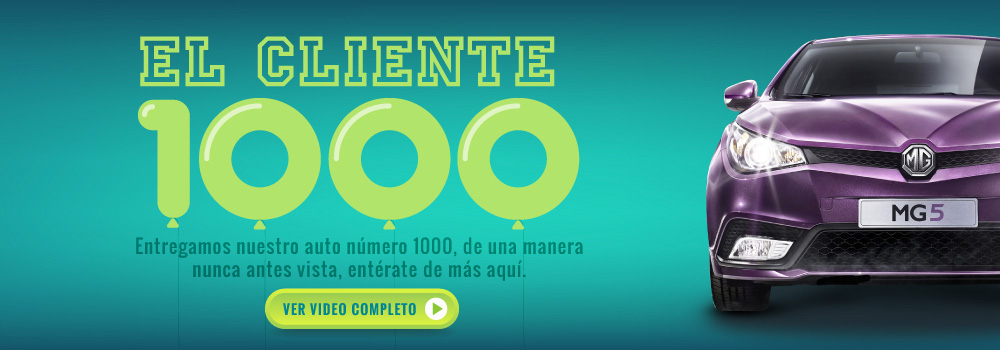 EL CLIENTE
1000
Entregamos nuestro auto número 1000, de una manera
nunca antes vista, entérate de más aquí.
VER VIDEO COMPLETO
MG
MG5